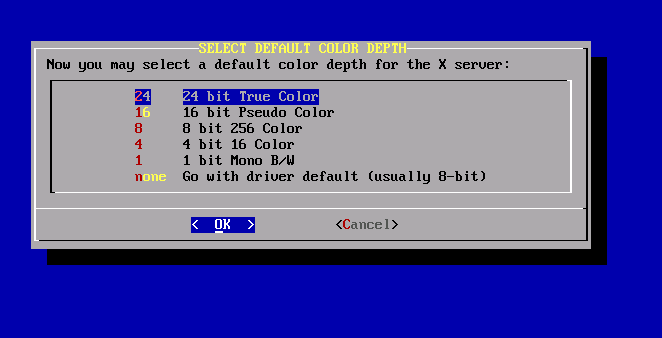 SELECT DEFAULT COLOR DEPTH
Now you may select a default color depth for the X server:
24 24 bit True Color
16 16 bit Pseudo Color
8 8 bit 256 Color
4 4 bit 16 Color
1 1 bit Mono B/W
none Go with driver default (usually 8-bit)
< OK > <Cancel>